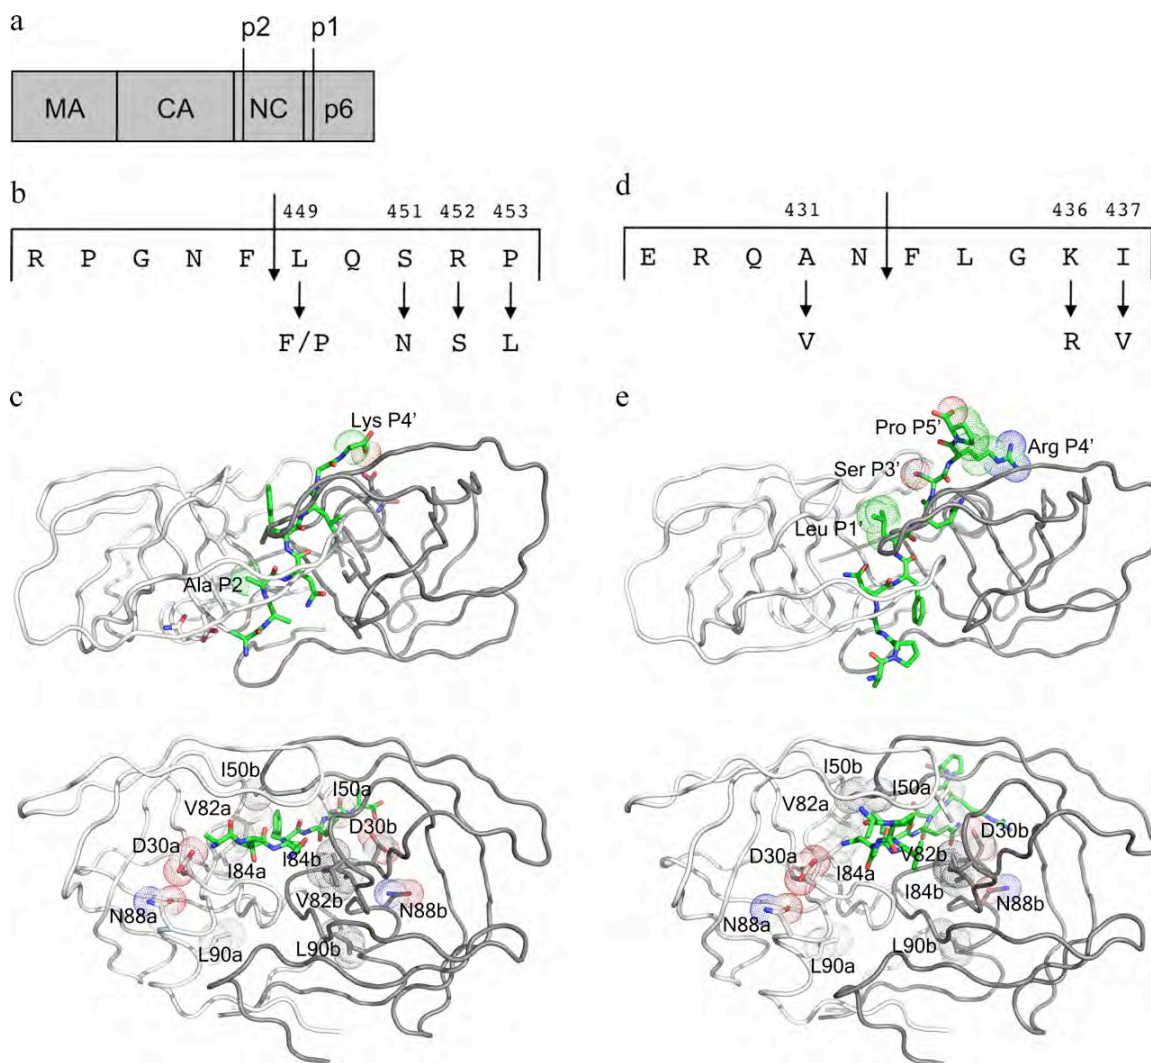 a
p2 p1
MA CA NC p6
b
449 451 452 453
R P G N F L Q S R P
F/P N S L
d
431 436 437
E R Q A N F L G K I
V R V
c
Lys P4'
Ala P2
I50b
I50a
V82a
D30a
D30b
I84a
I84b
V82b
N88a
N88b
L90a
L90b
e
Pro P5'
Arg P4'
Ser P3'
Leu P1'
I50b
I50a
V82a
D30a
D30b
V82b
I84a
I84b
N88a
N88b
L90a
L90b